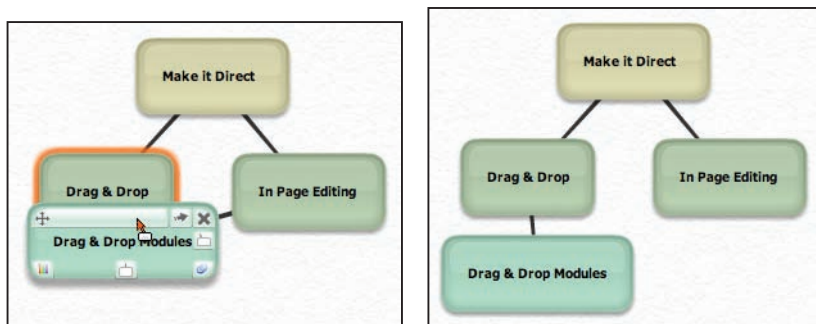 Make it Direct
Drag & Drop
In Page Editing
Drag & Drop Modules
Make it Direct
Drag & Drop
In Page Editing
Drag & Drop Modules